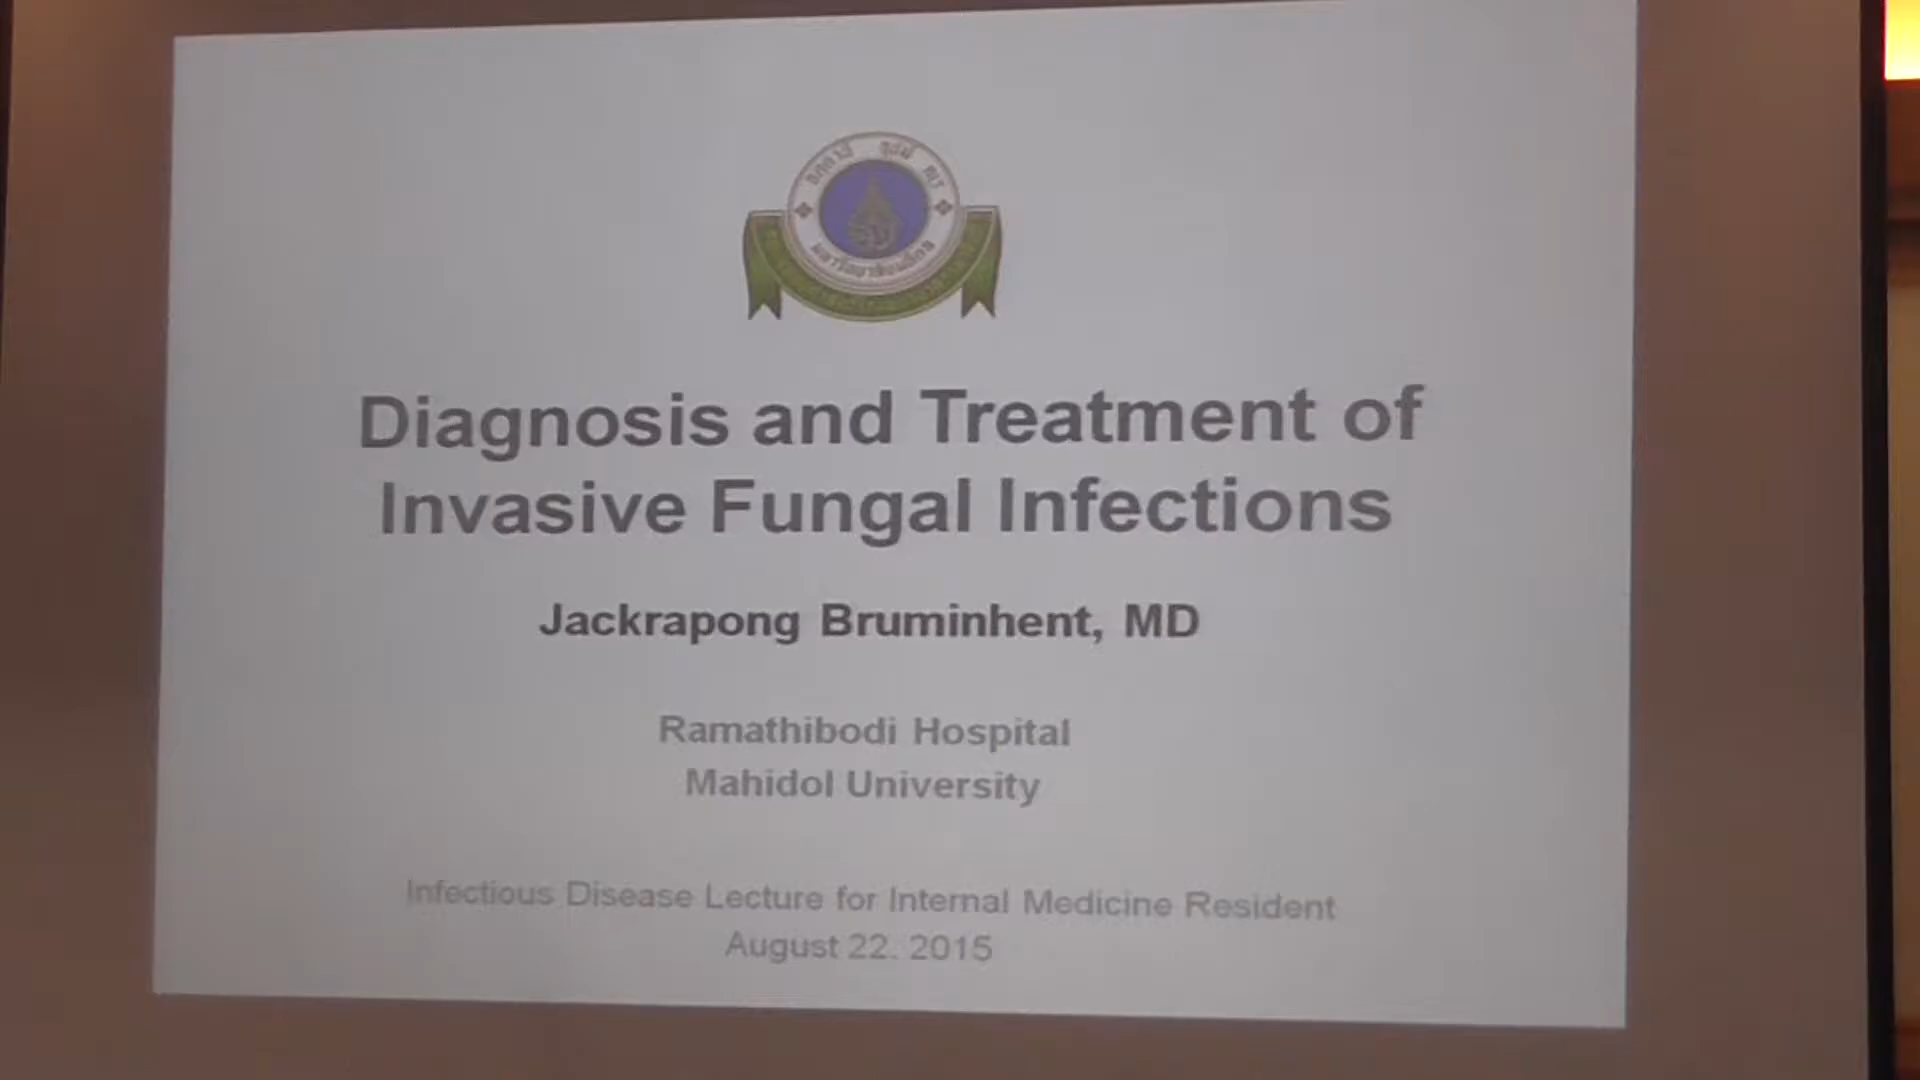 Diagnosis and Treatment of
Invasive Fungal Infections
Jackrapong Bruminhent, MD
Ramathibodi Hospital
Mahidol University
Infectious Disease Lecture for Internal Medicine Resident
August 22. 2015